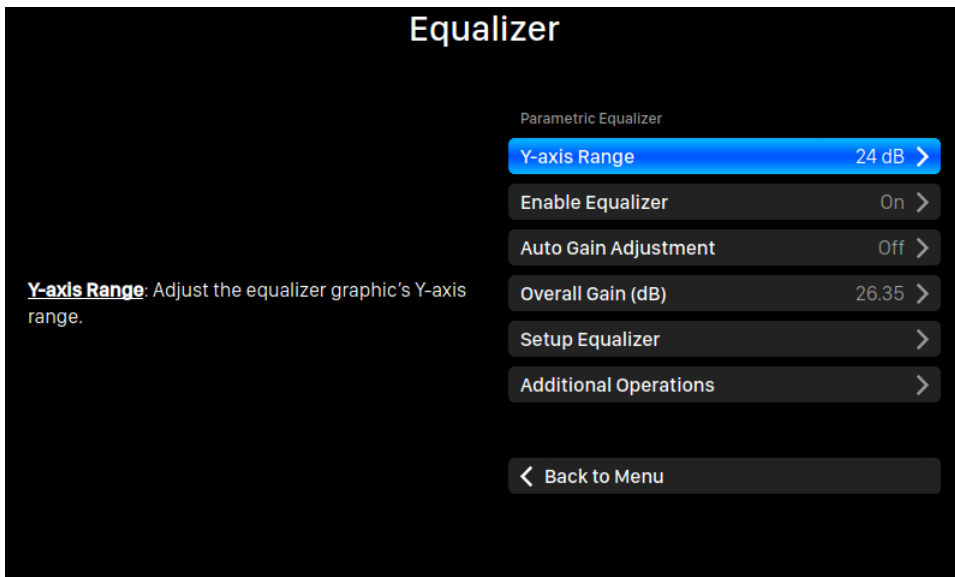 Equalizer
Parametric Equalizer
Y-axis Range 24 dB
Enable Equalizer On
Auto Gain Adjustment Off
Overall Gain (dB) 26.35
Setup Equalizer
Additional Operations
Back to Menu
Y-axis Range: Adjust the equalizer graphic’s Y-axis
range.